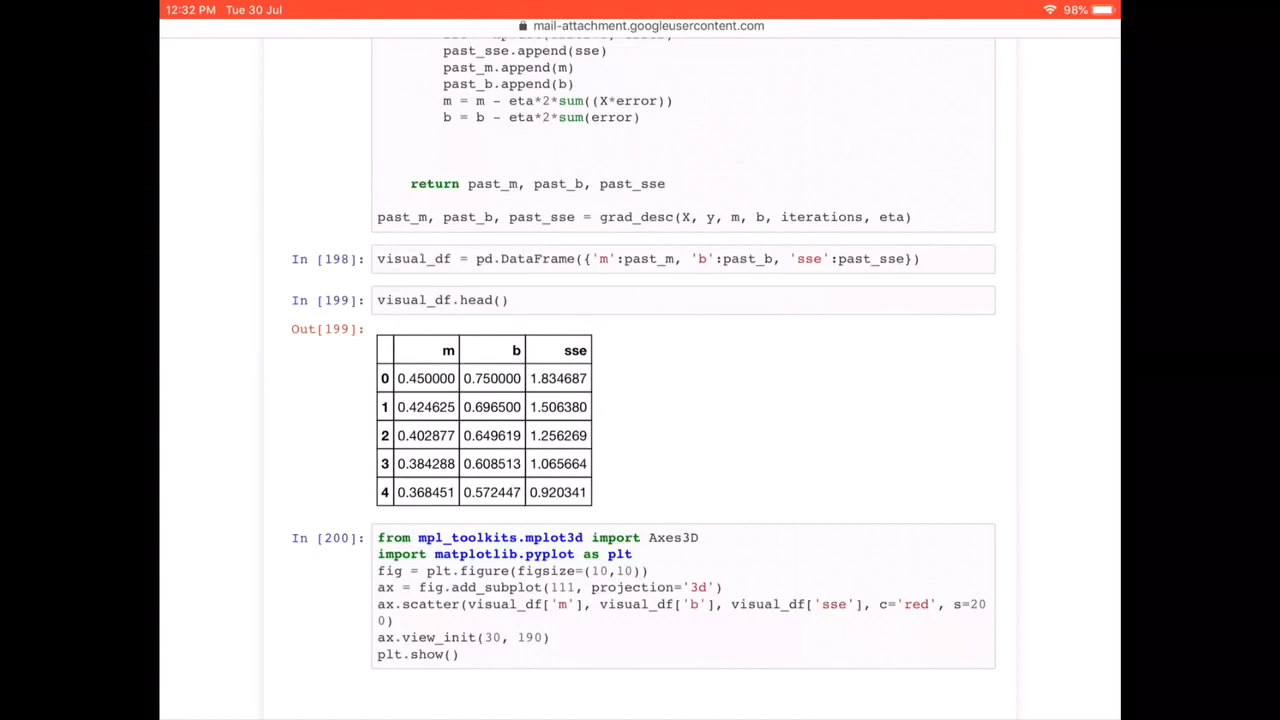 12:32 PM Tue 30 Jul
98%
mail-attachment.googleusercontent.com
past_sse.append(sse)
past_m.append(m)
past_b.append(b)
m = m - eta*2*sum((X*error))
b = b - eta*2*sum(error)
return past_m, past_b, past_sse
past_m, past_b, past_sse = grad_desc(X, y, m, b, iterations, eta)
In [198]: visual_df = pd.DataFrame({'m':past_m, 'b':past_b, 'sse':past_sse})
In [199]: visual_df.head()
Out[199]:
m b sse
0 0.450000 0.750000 1.834687
1 0.424625 0.696500 1.506380
2 0.402877 0.649619 1.256269
3 0.384288 0.608513 1.065664
4 0.368451 0.572447 0.920341
In [200]: from mpl_toolkits.mplot3d import Axes3D
import matplotlib.pyplot as plt
fig = plt.figure(figsize=(10,10))
ax = fig.add_subplot(111, projection='3d')
ax.scatter(visual_df['m'], visual_df['b'], visual_df['sse'], c='red', s=20
0)
ax.view_init(30, 190)
plt.show()